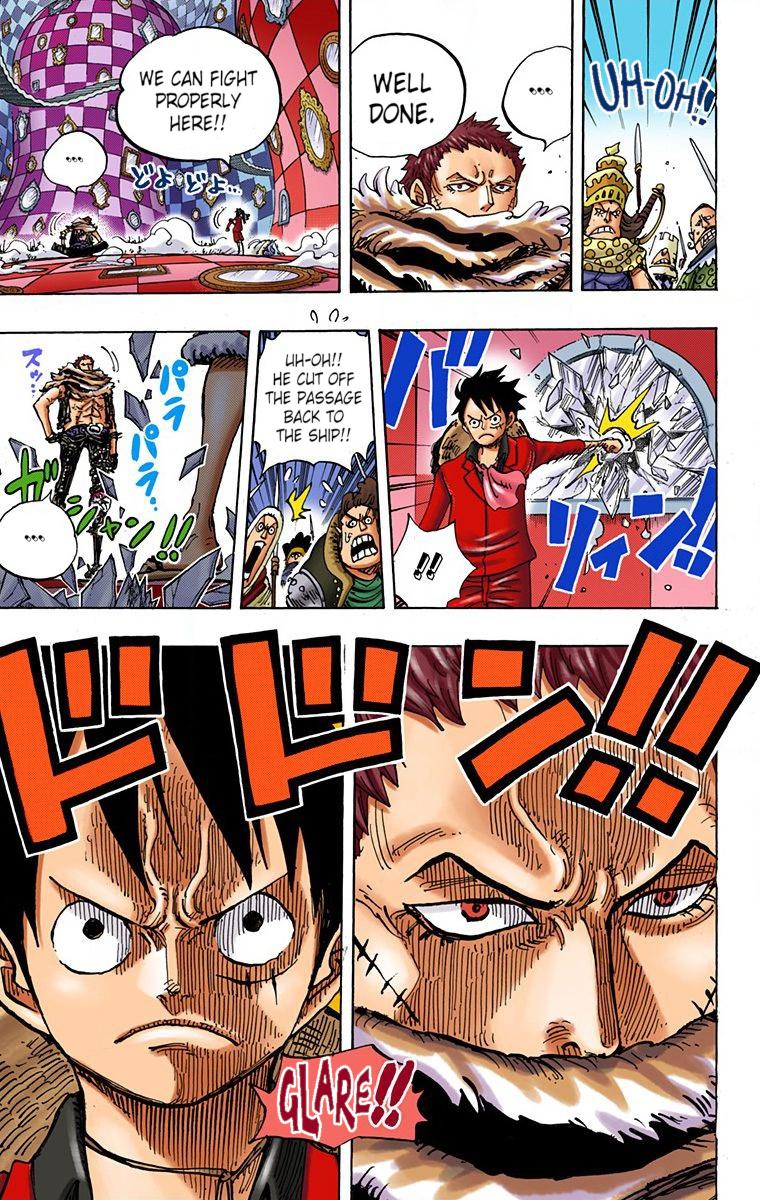 UH-OH!!
...
WELL
DONE.
WE CAN FIGHT
PROPERLY
HERE!!
...
どよ どよ...
バ
リィン!!
!!
UH-OH!!
HE CUT OFF
THE PASSAGE
BACK TO
THE SHIP!!
パラ
パラ...
スッ...
ガシャン!!
...
ドドン!!
GLARE!!